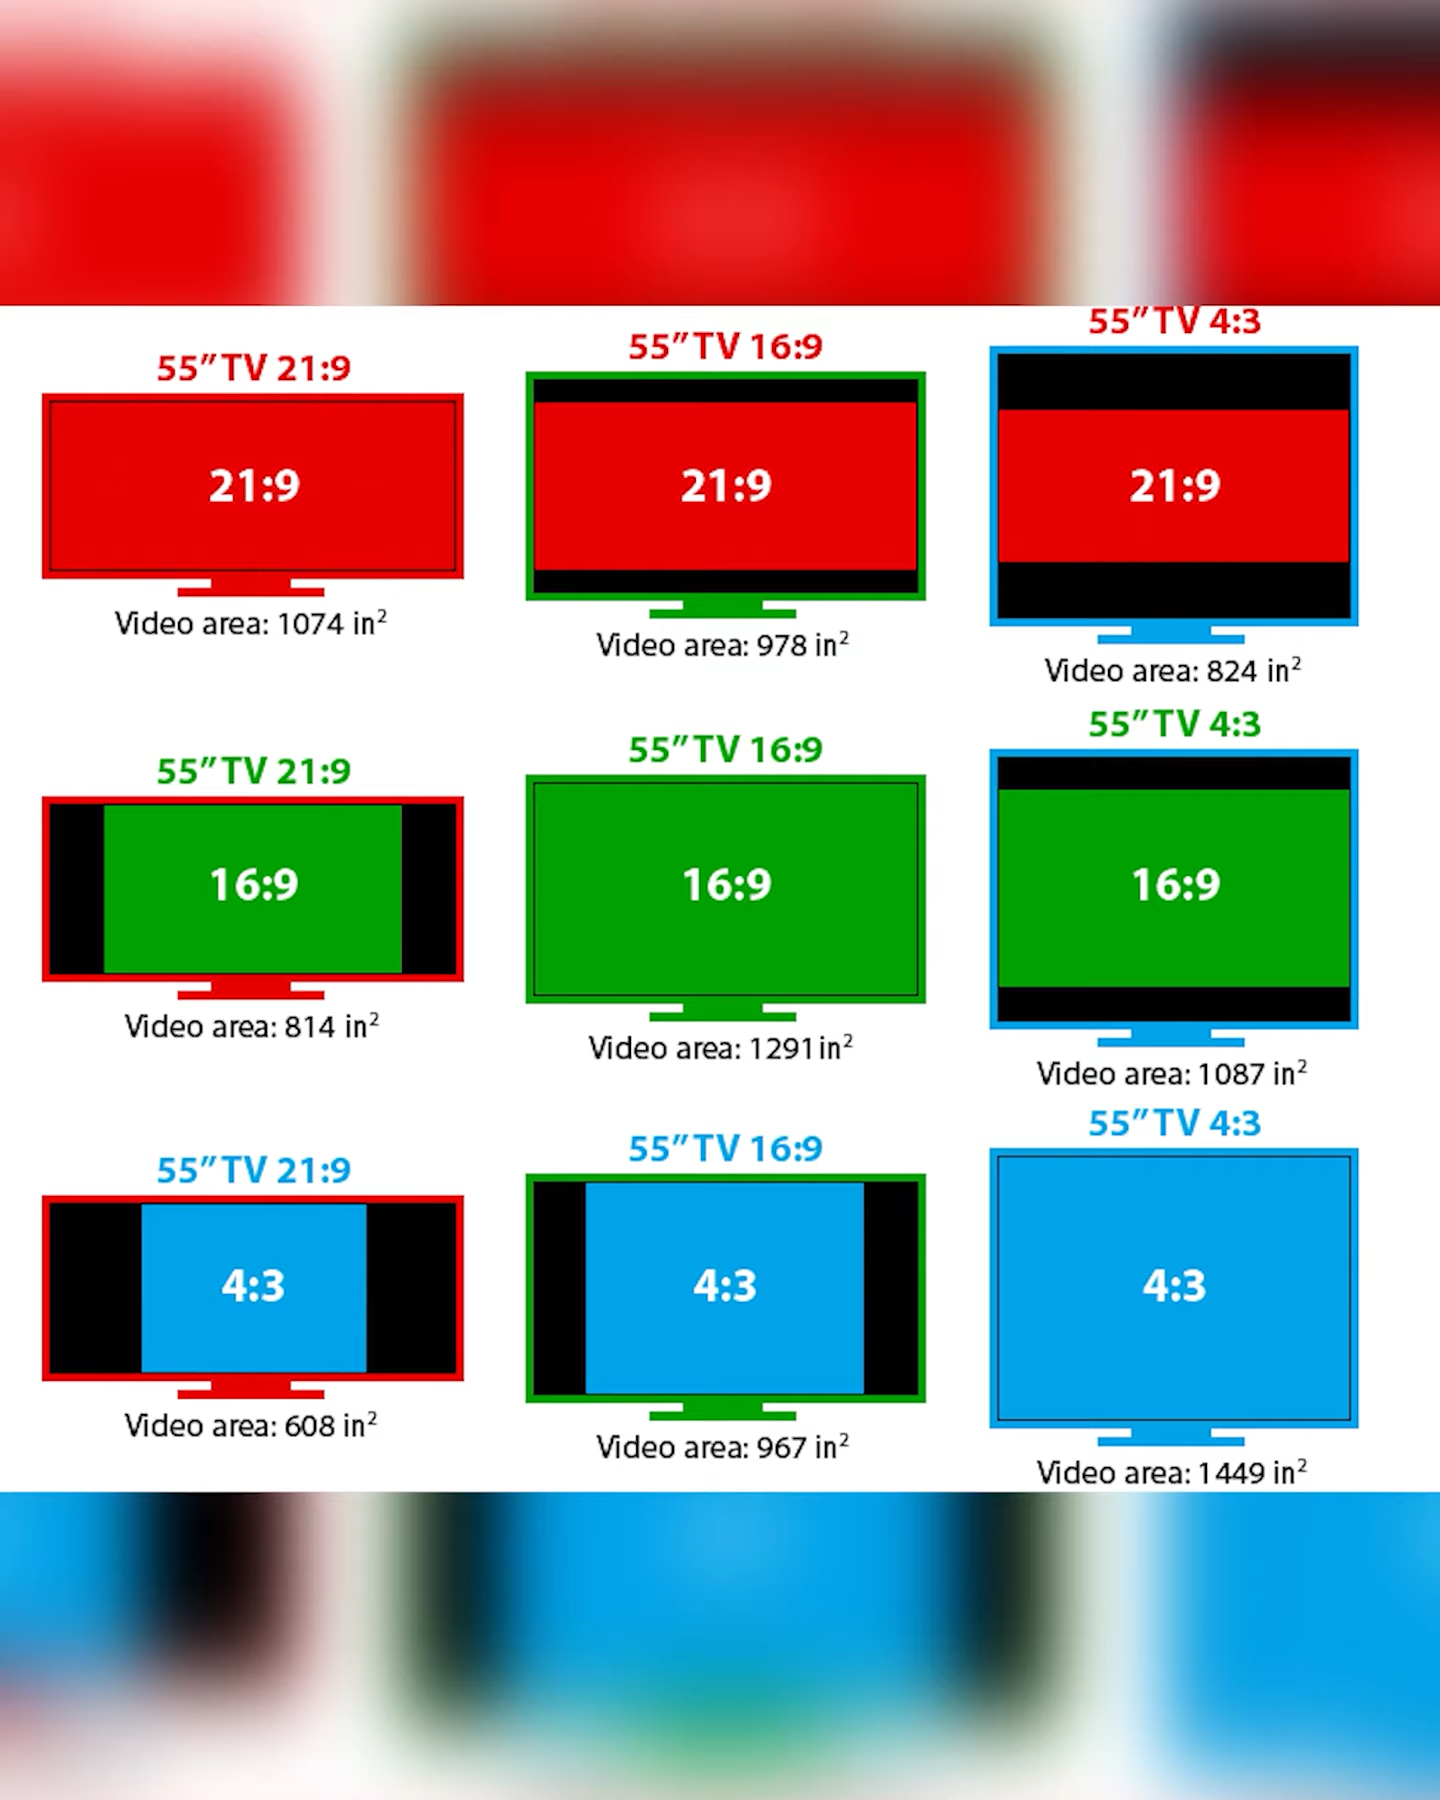 55" TV 21:9
55" TV 16:9
55" TV 4:3
21:9
21:9
21:9
Video area: 1074 in²
Video area: 978 in²
Video area: 824 in²
55" TV 21:9
55" TV 16:9
55" TV 4:3
16:9
16:9
16:9
Video area: 814 in²
Video area: 1291in²
Video area: 1087 in²
55" TV 21:9
55" TV 16:9
55" TV 4:3
4:3
4:3
4:3
Video area: 608 in²
Video area: 967 in²
Video area: 1449 in²